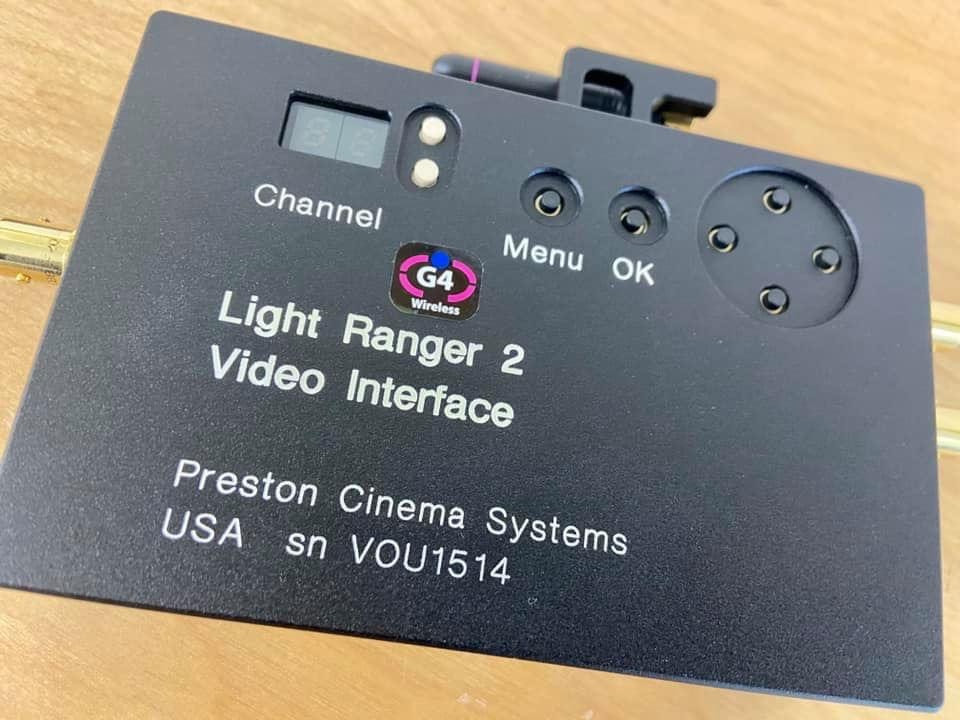 Channel
Menu
OK
G4
Wireless
Light Ranger 2
Video Interface
Preston Cinema Systems
USA sn VOU1514